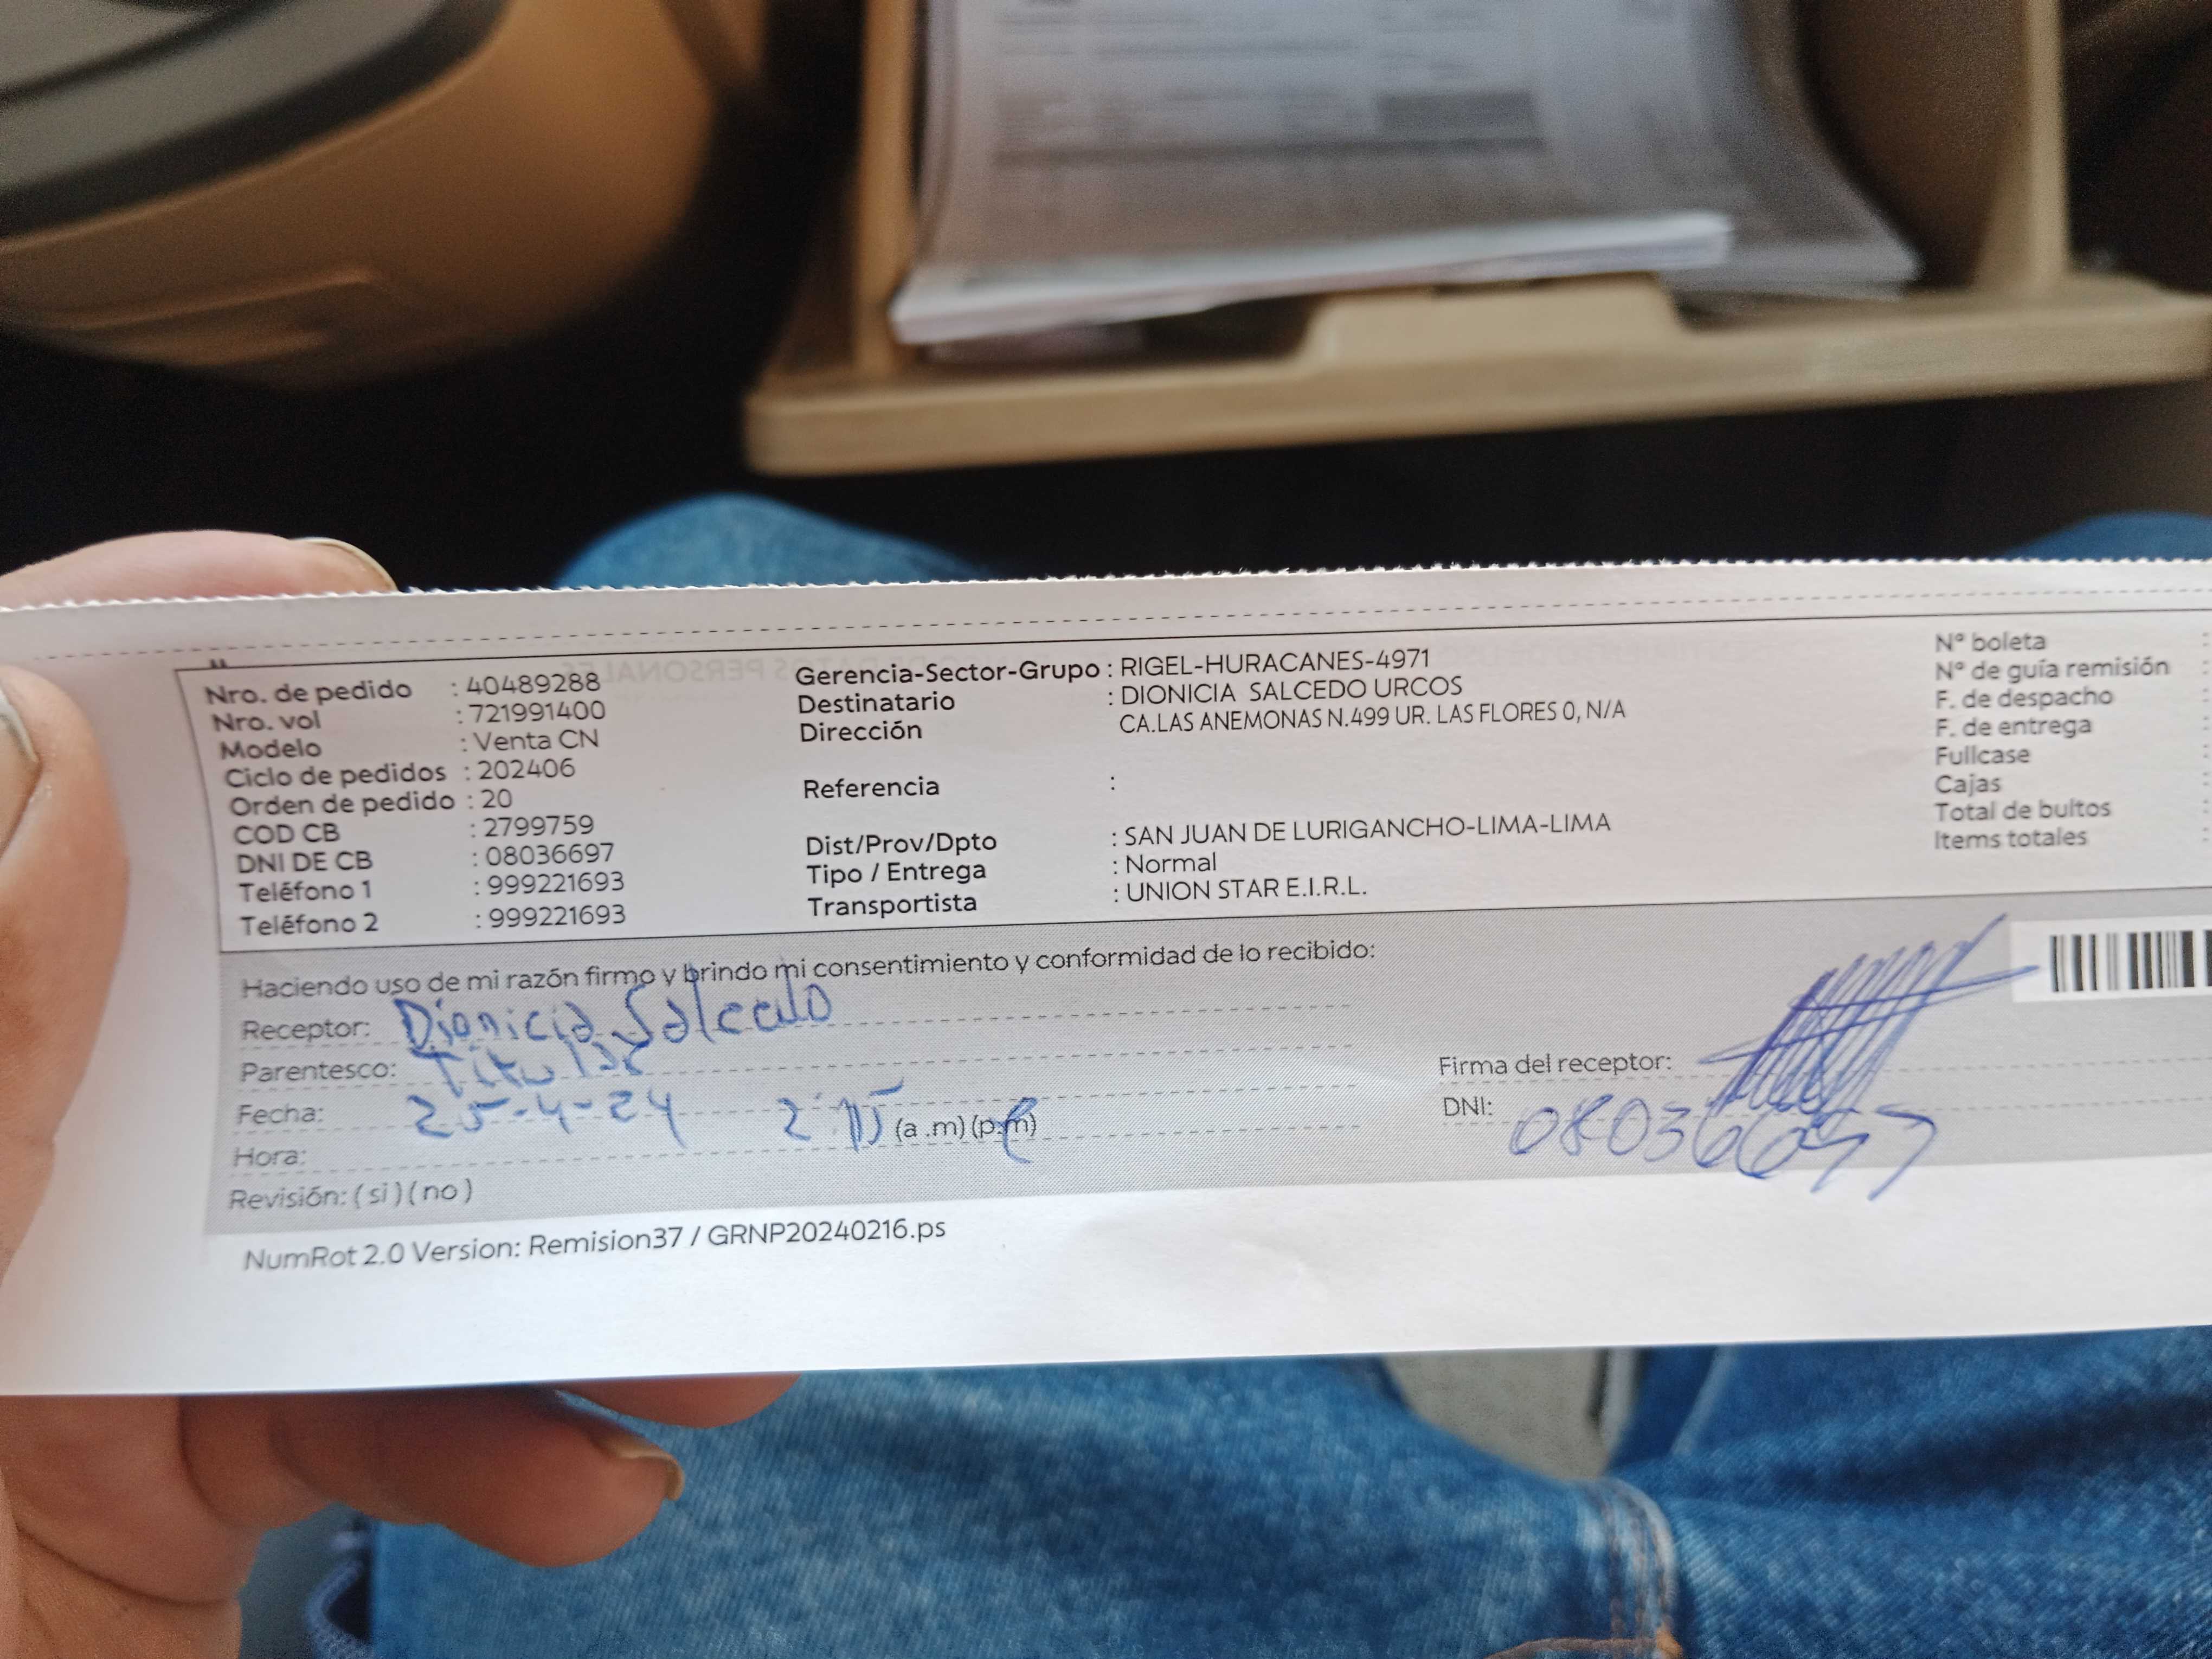 Nro. de pedido : 40489288
Nro. vol : 721991400
Modelo : Venta CN
Ciclo de pedidos : 202406
Orden de pedido : 20
COD CB : 2799759
DNI DE CB : 08036697
Teléfono 1 : 999221693
Teléfono 2 : 999221693
Gerencia-Sector-Grupo : RIGEL-HURACANES-4971
Destinatario : DIONICIA SALCEDO URCOS
Dirección CA.LAS ANEMONAS N.499 UR. LAS FLORES 0, N/A
Referencia :
Dist/Prov/Dpto : SAN JUAN DE LURIGANCHO-LIMA-LIMA
Tipo / Entrega : Normal
Transportista : UNION STAR E.I.R.L.
N° boleta :
N° de guía remisión :
F. de despacho :
F. de entrega :
Fullcase :
Cajas :
Total de bultos :
Items totales :
Haciendo uso de mi razón firmo y brindo mi consentimiento y conformidad de lo recibido:
Receptor: Dionicia Salcedo
Parentesco: Titular
Fecha: 25-4-24 2:15 (a.m) (p.m)
Hora:
Revisión: (si) (no)
Firma del receptor:
DNI: 08036697
NumRot 2.0 Version: Remision37 / GRNP20240216.ps